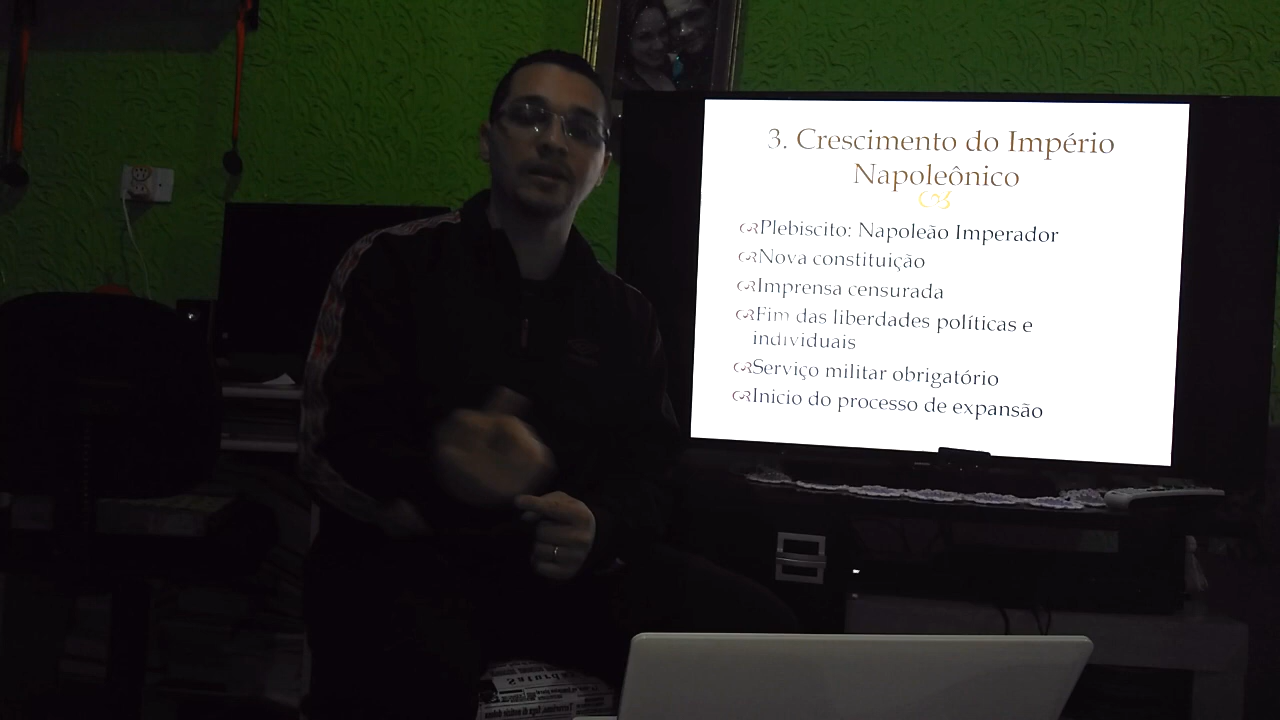 3. Crescimento do Império
Napoleônico
Plebiscito: Napoleão Imperador
Nova constituição
Imprensa censurada
Fim das liberdades políticas e
individuais
Serviço militar obrigatório
Inicio do processo de expansão